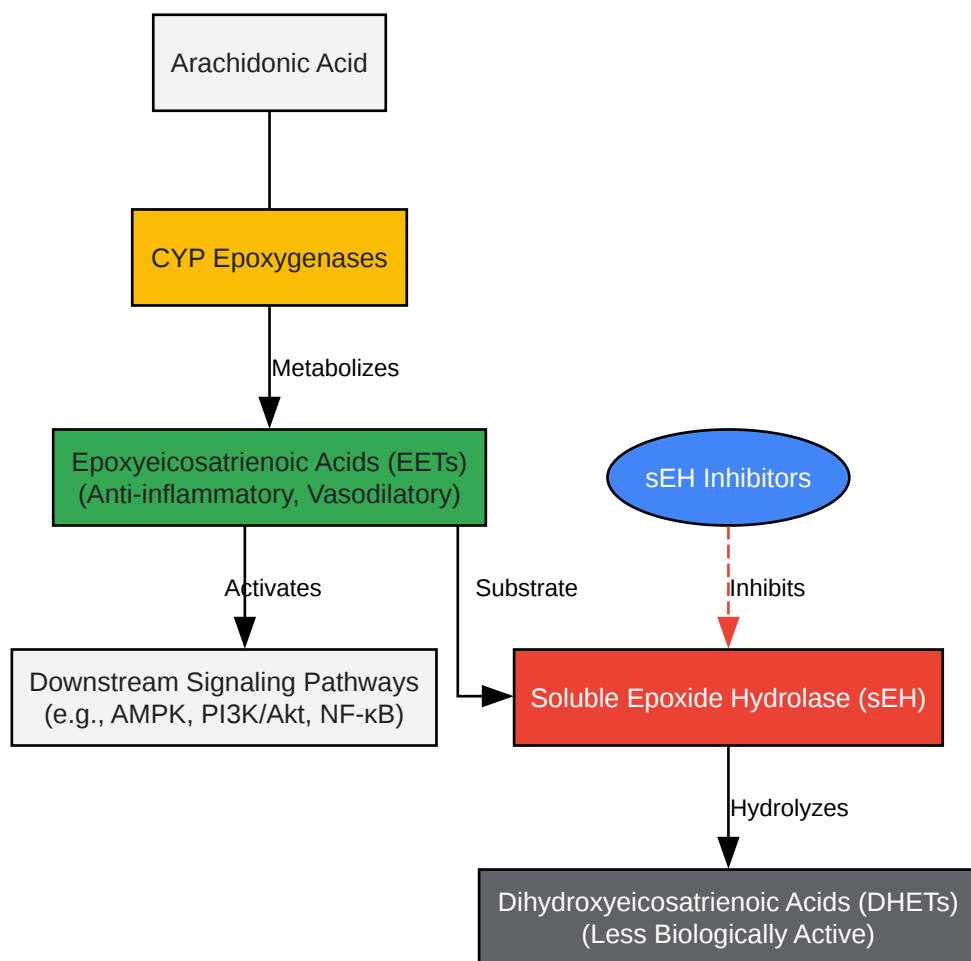 Arachidonic Acid
CYP Epoxygenases
Metabolizes
Epoxyeicosatrienoic Acids (EETs)
(Anti-inflammatory, Vasodilatory)
sEH Inhibitors
Activates
Substrate
Inhibits
Downstream Signaling Pathways
(e.g., AMPK, PI3K/Akt, NF-κB)
Soluble Epoxide Hydrolase (sEH)
Hydrolyzes
Dihydroxyeicosatrienoic Acids (DHETs)
(Less Biologically Active)